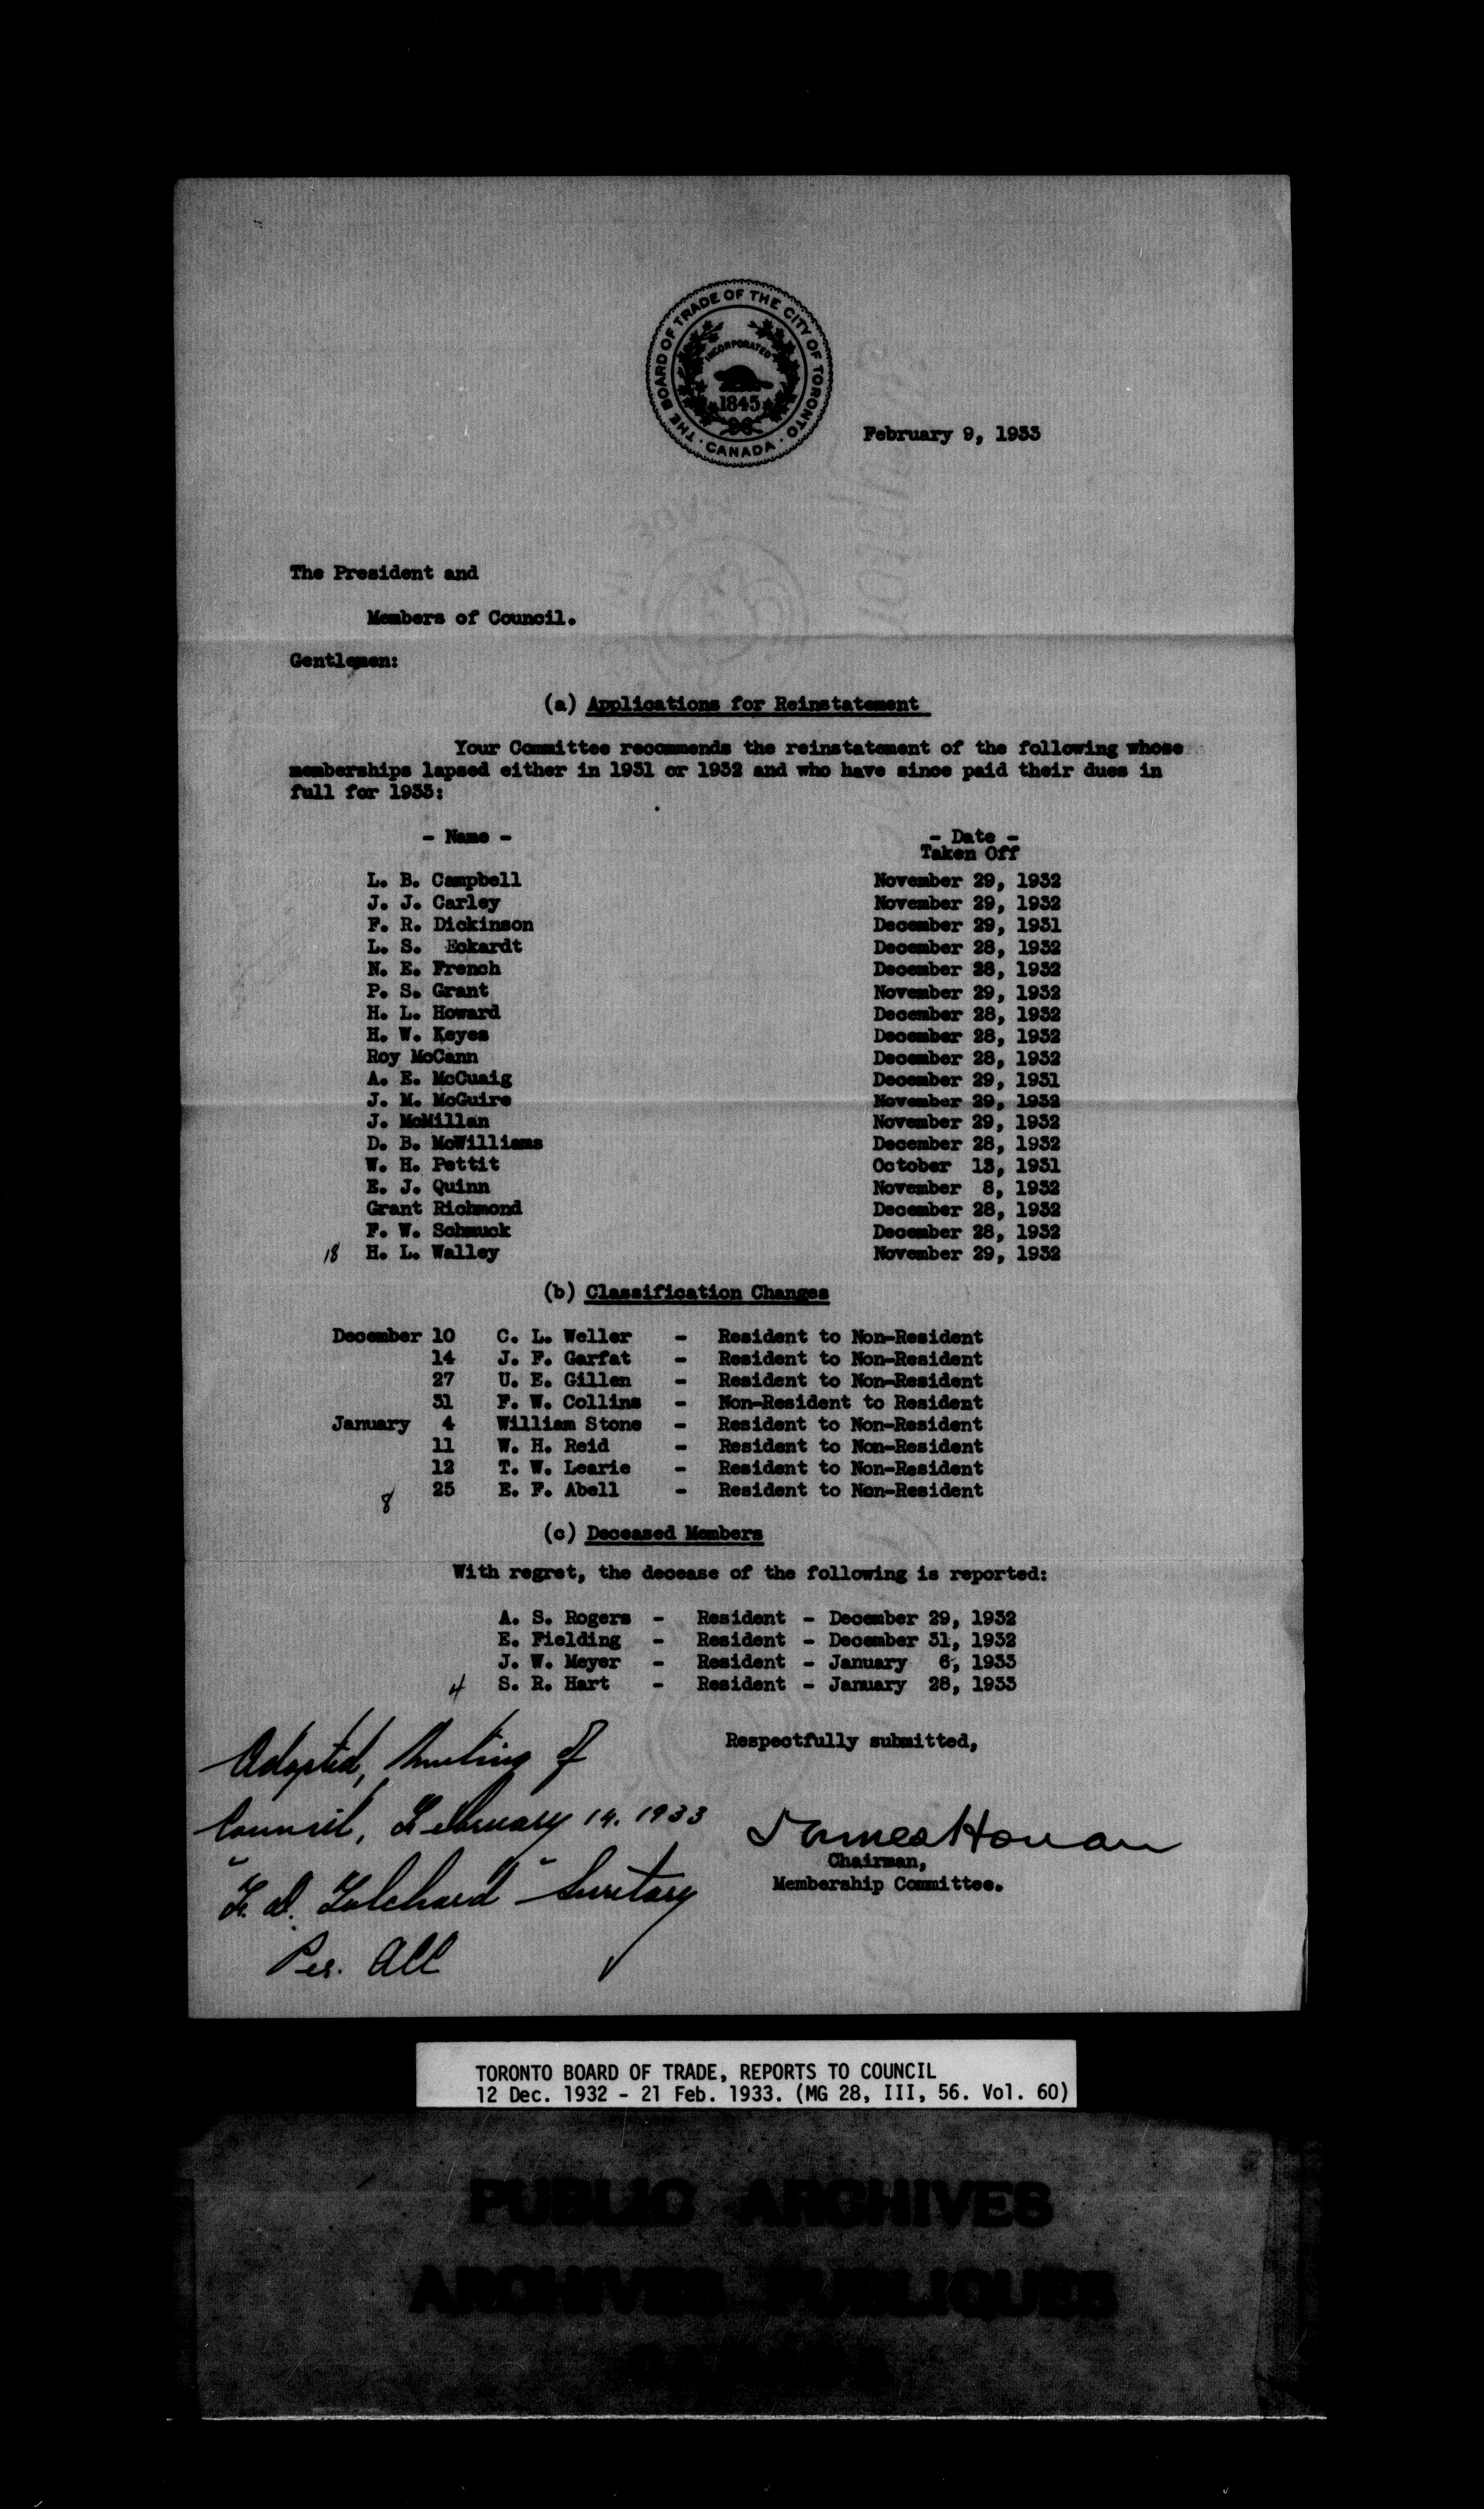 THE BOARD OF TRADE OF THE CITY OF TORONTO · CANADA ·
INCORPORATED
1845
February 9, 1933
The President and
Members of Council.
Gentlemen:
(a) Applications for Reinstatement
Your Committee recommends the reinstatement of the following whose
memberships lapsed either in 1931 or 1932 and who have since paid their dues in
full for 1933:
- Name - - Date -
Taken Off
L. B. Campbell November 29, 1932
J. J. Carley November 29, 1932
F. R. Dickinson December 29, 1931
L. S. Eckardt December 28, 1932
N. E. French December 28, 1932
P. S. Grant November 29, 1932
H. L. Howard December 28, 1932
H. W. Keyes December 28, 1932
Roy McCann December 28, 1932
A. E. McCuaig December 29, 1931
J. M. McGuire November 29, 1932
J. McMillan November 29, 1932
D. B. McWilliams December 28, 1932
W. H. Pettit October 13, 1931
E. J. Quinn November 8, 1932
Grant Richmond December 28, 1932
F. W. Schmuck December 28, 1932
18 H. L. Walley November 29, 1932
(b) Classification Changes
December 10 C. L. Weller - Resident to Non-Resident
14 J. F. Garfat - Resident to Non-Resident
27 U. E. Gillen - Resident to Non-Resident
31 F. W. Collins - Non-Resident to Resident
January 4 William Stone - Resident to Non-Resident
11 W. H. Reid - Resident to Non-Resident
12 T. W. Learie - Resident to Non-Resident
8 25 E. F. Abell - Resident to Non-Resident
(c) Deceased Members
With regret, the decease of the following is reported:
A. S. Rogers - Resident - December 29, 1932
E. Fielding - Resident - December 31, 1932
J. W. Meyer - Resident - January 6, 1933
4 S. R. Hart - Resident - January 28, 1933
Respectfully submitted,
Adopted, Meeting of
Council, February 14. 1933
"F. D. Tolchard" Secretary
Per. ALL
James Horan
Chairman,
Membership Committee.
TORONTO BOARD OF TRADE, REPORTS TO COUNCIL
12 Dec. 1932 - 21 Feb. 1933. (MG 28, III, 56. Vol. 60)
PUBLIC ARCHIVES
ARCHIVES PUBLIQUES